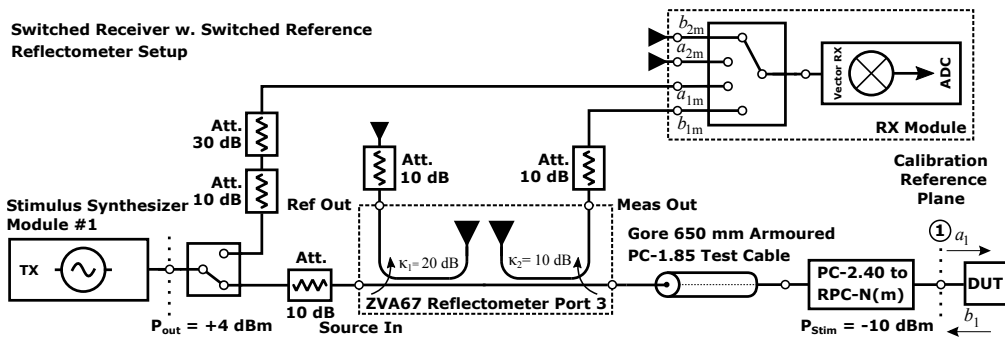 Switched Receiver w. Switched Reference
Reflectometer Setup
b2m
a2m
a1m
b1m
Vector RX
ADC
RX Module
Att.
30 dB
Att.
10 dB
Att.
10 dB
Att.
10 dB
Calibration
Reference
Plane
Stimulus Synthesizer
Module #1
Ref Out
Meas Out
TX
Att.
10 dB
κ1= 20 dB
κ2= 10 dB
Gore 650 mm Armoured
PC-1.85 Test Cable
1
a1
PC-2.40 to
RPC-N(m)
DUT
b1
Pout = +4 dBm
Source In
ZVA67 Reflectometer Port 3
PStim = -10 dBm